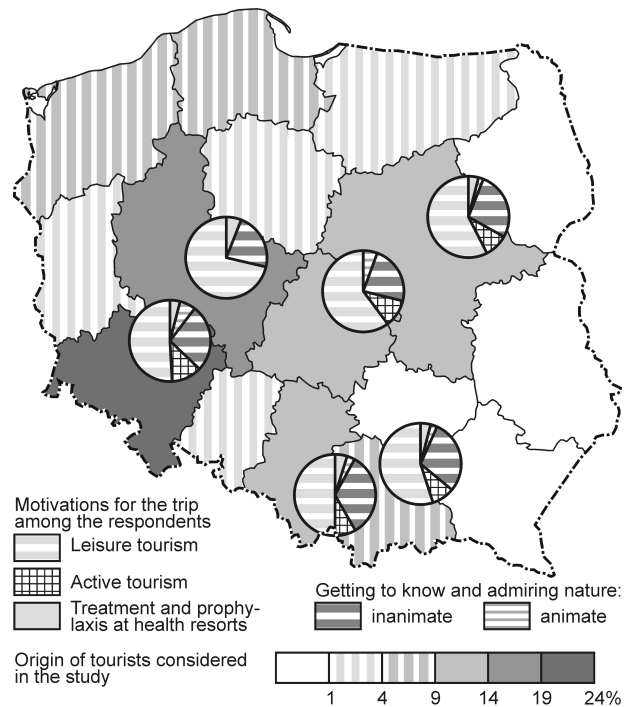 Motivations for the trip
among the respondents
Leisure tourism
Active tourism
Treatment and prophy-
laxis at health resorts
Getting to know and admiring nature:
inanimate
animate
Origin of tourists considered
in the study
1 4 9 14 19 24%